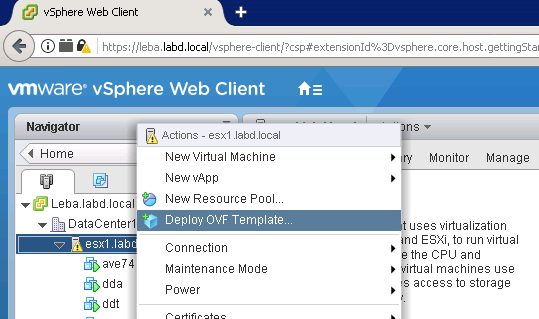 vSphere Web Client
https://leba.labd.local/vsphere-client/?csp#extensionId%3Dvsphere.core.host.gettingStar
vmware® vSphere Web Client
Navigator
Home
Leba.labd.local
DataCenter1
esx1.labd
ave74
dda
ddt
Actions - esx1.labd.local
New Virtual Machine
New vApp
New Resource Pool...
Deploy OVF Template...
Connection
Maintenance Mode
Power
Certificates
Monitor Manage
uses virtualization
and ESXi, to run virtual
the CPU and
virtual machines use
access to storage